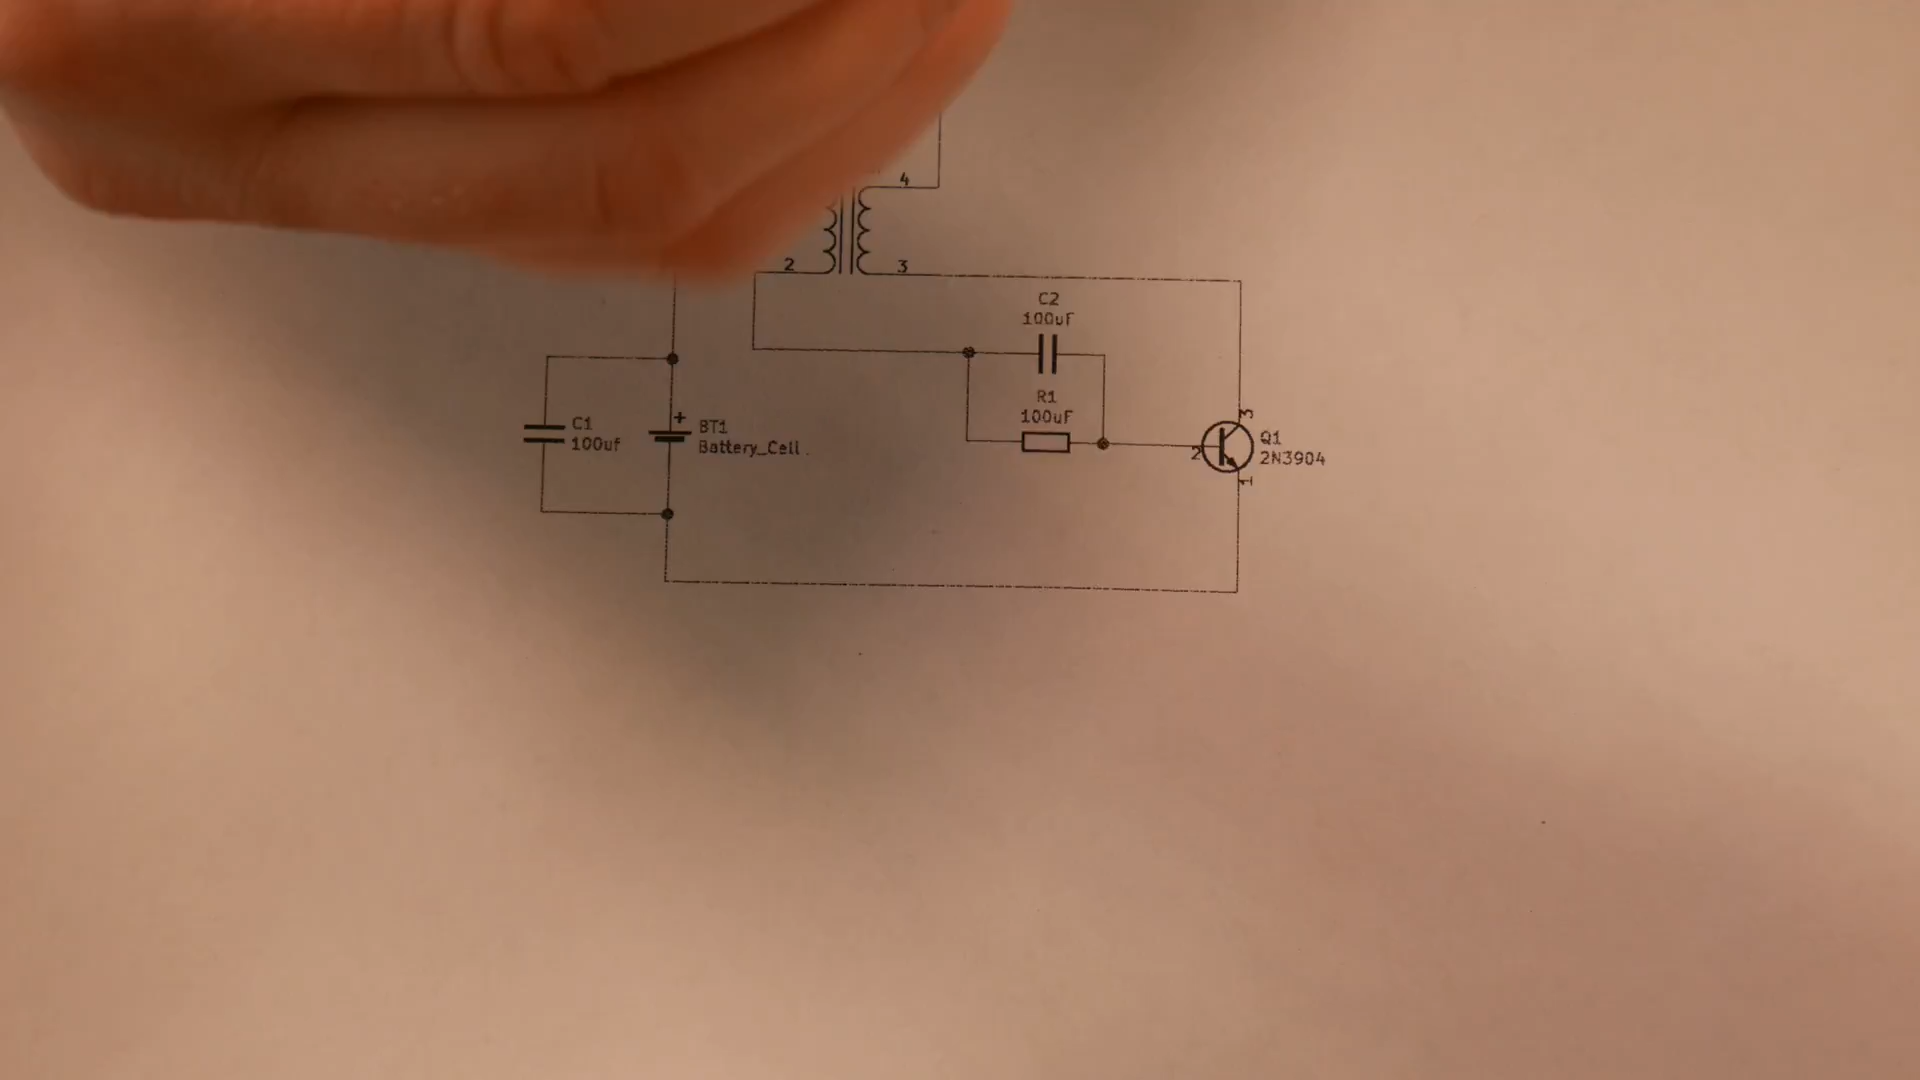 4
2
3
C2
100uF
R1
100uF
C1
100uf
+
BT1
Battery_Cell
3
2
Q1
2N3904
1